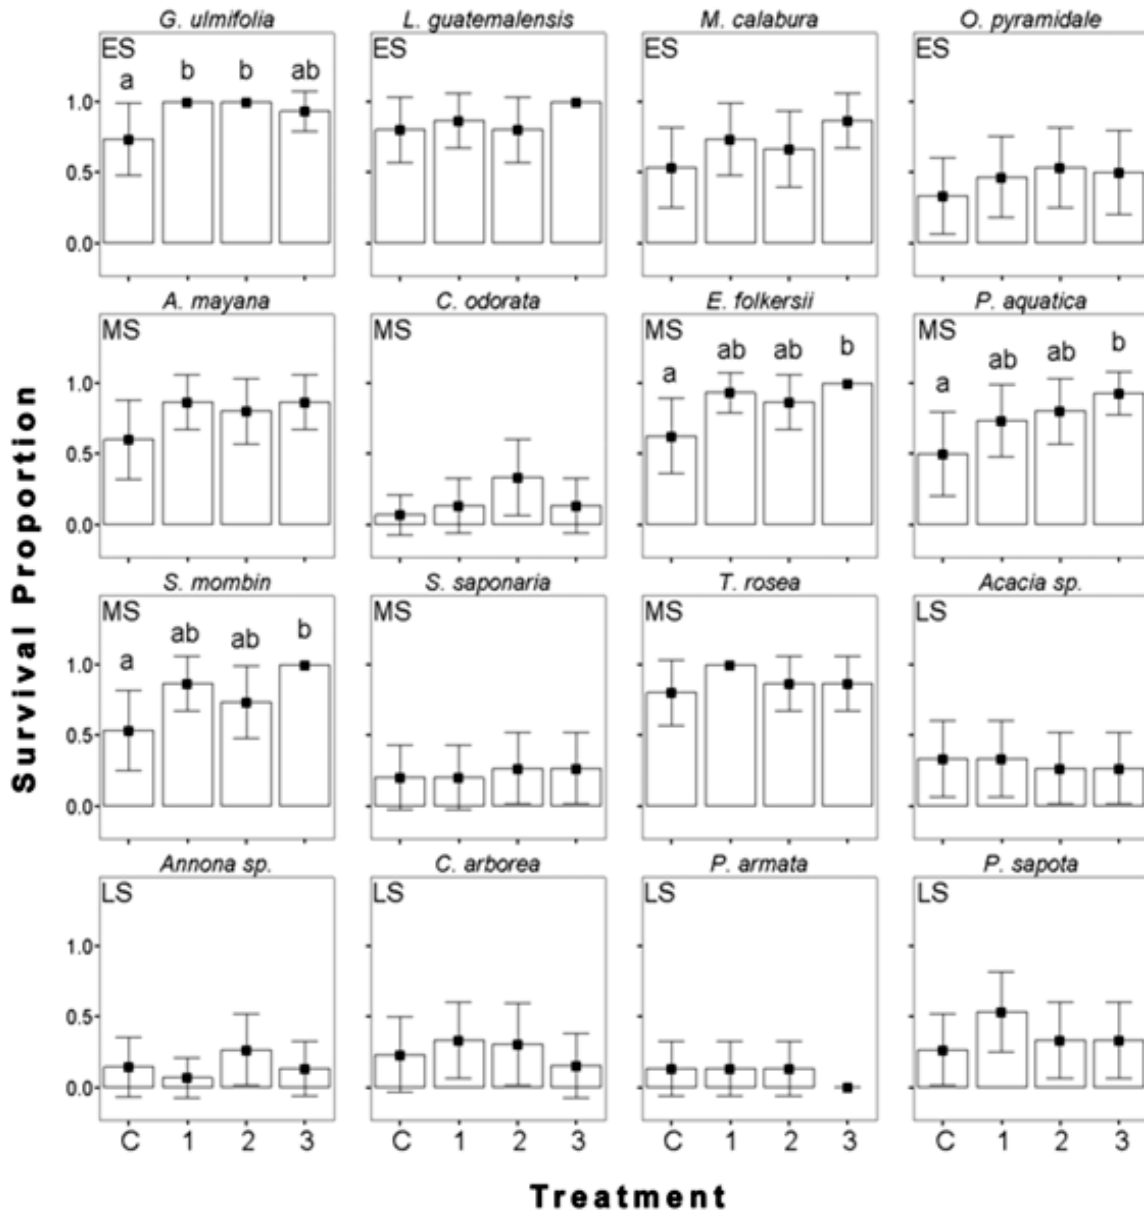 G. ulmifolia L. guatemalensis M. calabura O. pyramidale
ES ES ES ES
a b b ab
1.0
0.5
0.0
A. mayana C. odorata E. folkersii P. aquatica
MS MS MS MS
a ab ab b a ab ab b
1.0
0.5
0.0
S. mombin S. saponaria T. rosea Acacia sp.
MS MS MS LS
a ab ab b
1.0
0.5
0.0
Annona sp. C. arborea P. armata P. sapota
LS LS LS LS
1.0
0.5
0.0
C 1 2 3 C 1 2 3 C 1 2 3 C 1 2 3
Treatment
Survival Proportion